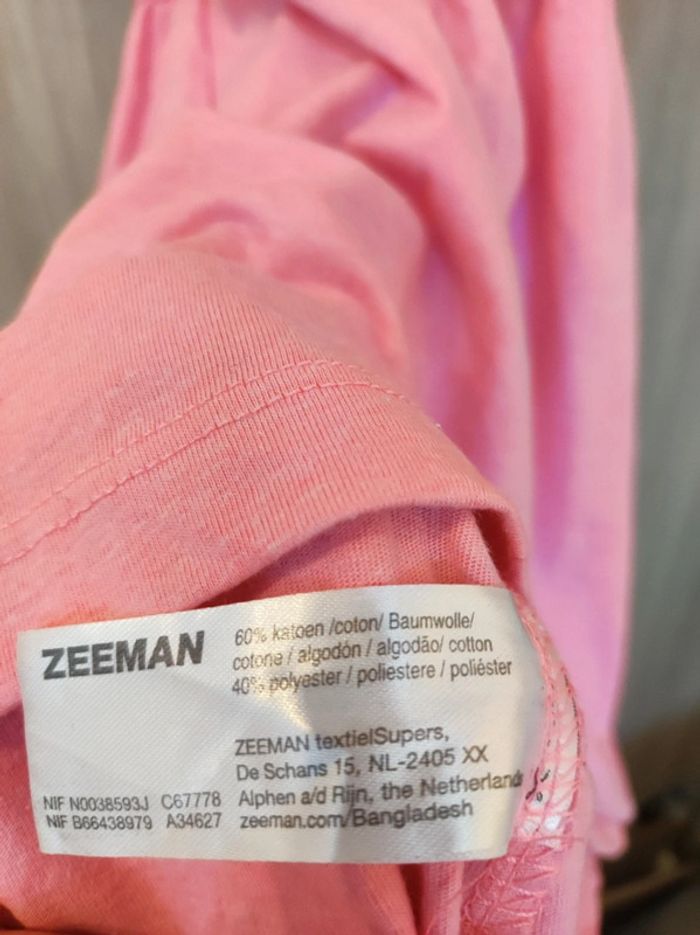 ZEEMAN
60% katoen /coton/ Baumwolle/
cotone / algodón / algodão/ cotton
40% polyester / poliestere / poliéster
ZEEMAN textielSupers,
De Schans 15, NL-2405 XX
Alphen a/d Rijn, the Netherlands
zeeman.com/Bangladesh
NIF N0038593J C67778
NIF B66438979 A34627